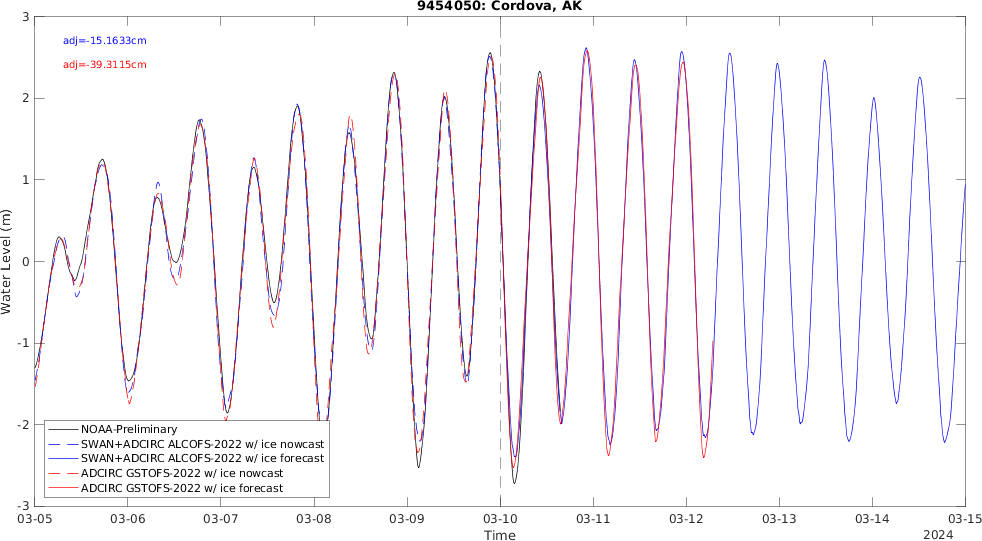 9454050: Cordova, AK
adj=-15.1633cm
adj=-39.3115cm
3
2
1
0
-1
-2
-3
Water Level (m)
NOAA-Preliminary
SWAN+ADCIRC ALCOFS-2022 w/ ice nowcast
SWAN+ADCIRC ALCOFS-2022 w/ ice forecast
ADCIRC GSTOFS-2022 w/ ice nowcast
ADCIRC GSTOFS-2022 w/ ice forecast
03-05 03-06 03-07 03-08 03-09 03-10 03-11 03-12 03-13 03-14 03-15
Time
2024